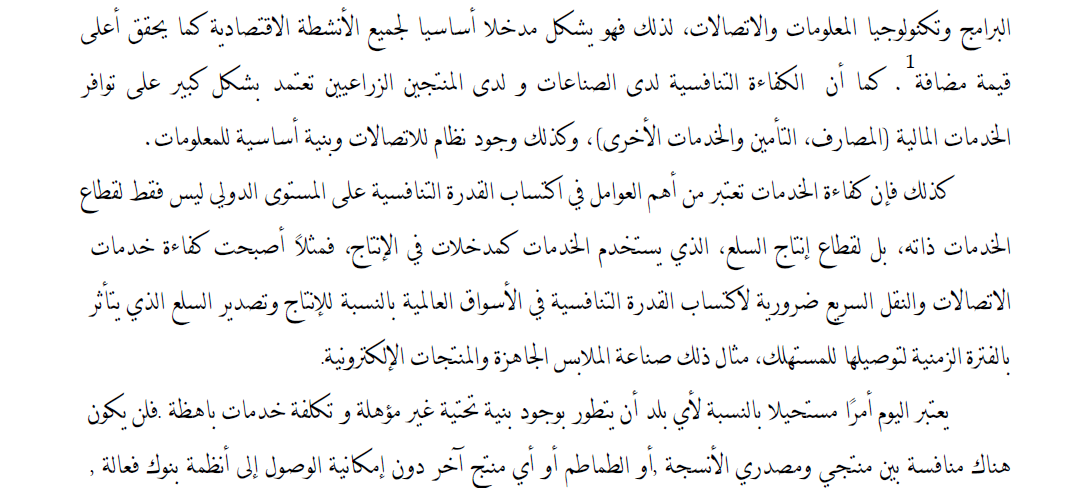 البرامج وتكنولوجيا المعلومات والاتصالات، لذلك فهو يشكل مدخلا أساسيا لجميع الأنشطة الاقتصادية كما يحقق أعلى
قيمة مضافة1 . كما أن الكفاءة التنافسية لدى الصناعات و لدى المنتجين الزراعيين تعتمد بشكل كبير على توافر
الخدمات المالية (المصارف، التأمين والخدمات الأخرى)، وكذلك وجود نظام للاتصالات وبنية أساسية للمعلومات.
كذلك فإن كفاءة الخدمات تعتبر من أهم العوامل في اكتساب القدرة التنافسية على المستوى الدولي ليس فقط لقطاع
الخدمات ذاته، بل لقطاع إنتاج السلع، الذي يستخدم الخدمات كمدخلات في الإنتاج، فمثلاً أصبحت كفاءة خدمات
الاتصالات والنقل السريع ضرورية لاكتساب القدرة التنافسية في الأسواق العالمية بالنسبة للإنتاج وتصدير السلع الذي يتأثر
بالفترة الزمنية لتوصيلها للمستهلك، مثال ذلك صناعة الملابس الجاهزة والمنتجات الإلكترونية.
يعتبر اليوم أمرًا مستحيلا بالنسبة لأي بلد أن يتطور بوجود بنية تحتية غير مؤهلة و تكلفة خدمات باهظة .فلن يكون
هناك منافسة بين منتجي ومصدري الأنسجة ,أو الطماطم أو أي منتج آخر دون إمكانية الوصول إلى أنظمة بنوك فعالة ,